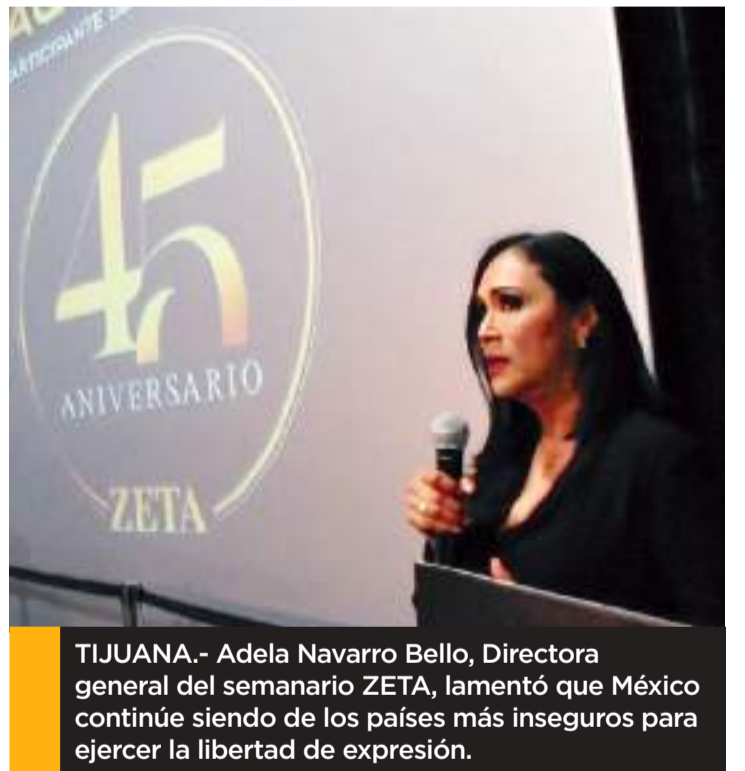 PARTICIPANTE
45
ANIVERSARIO
ZETA
TIJUANA.- Adela Navarro Bello, Directora
general del semanario ZETA, lamentó que México
continúe siendo de los países más inseguros para
ejercer la libertad de expresión.